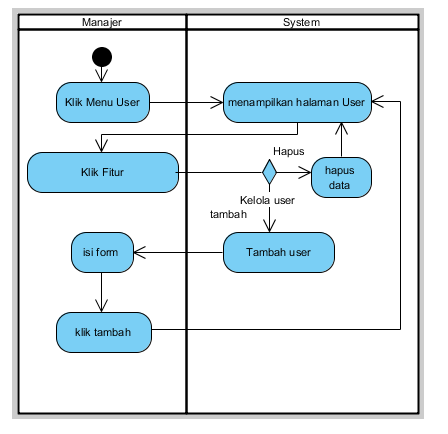 Manajer
System
Klik Menu User
menampilkan halaman User
Klik Fitur
Hapus
hapus
data
Kelola user
tambah
isi form
Tambah user
klik tambah